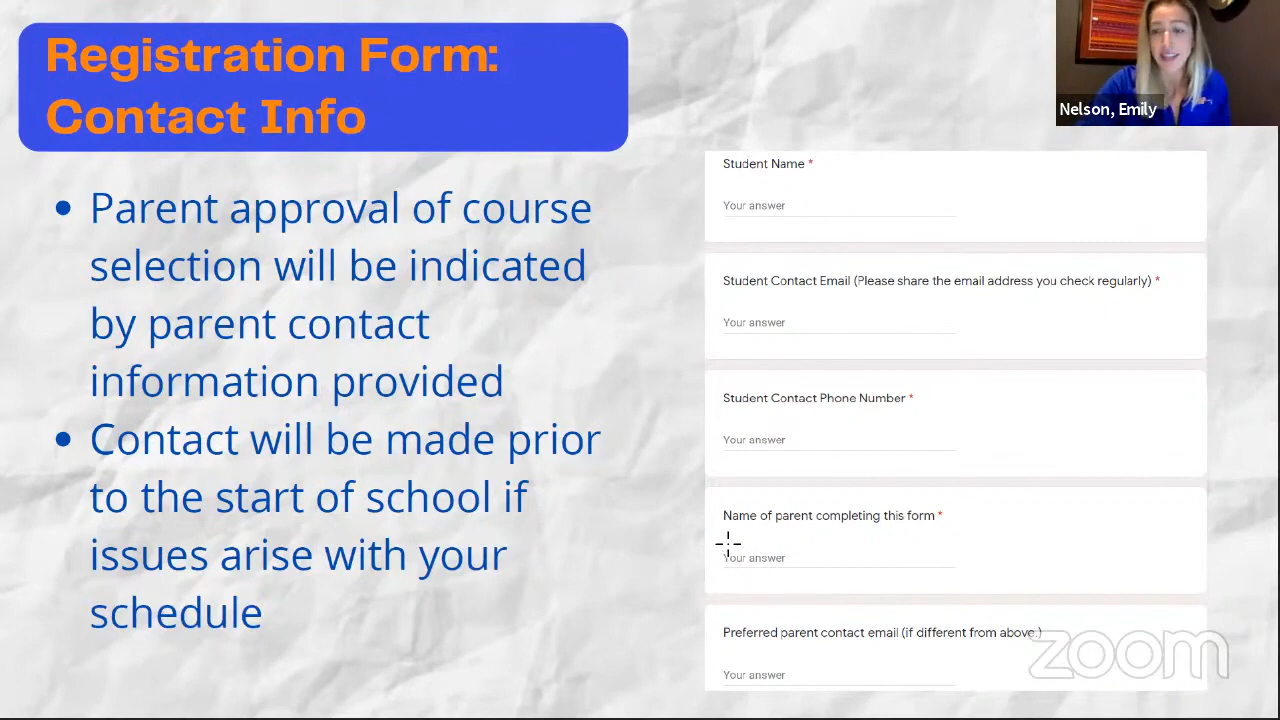 Registration Form:
Contact Info
Nelson, Emily
• Parent approval of course
selection will be indicated
by parent contact
information provided
• Contact will be made prior
to the start of school if
issues arise with your
schedule
Student Name *
Your answer
Student Contact Email (Please share the email address you check regularly) *
Your answer
Student Contact Phone Number *
Your answer
Name of parent completing this form *
Your answer
Preferred parent contact email (if different from above.)
Your answer
zoom